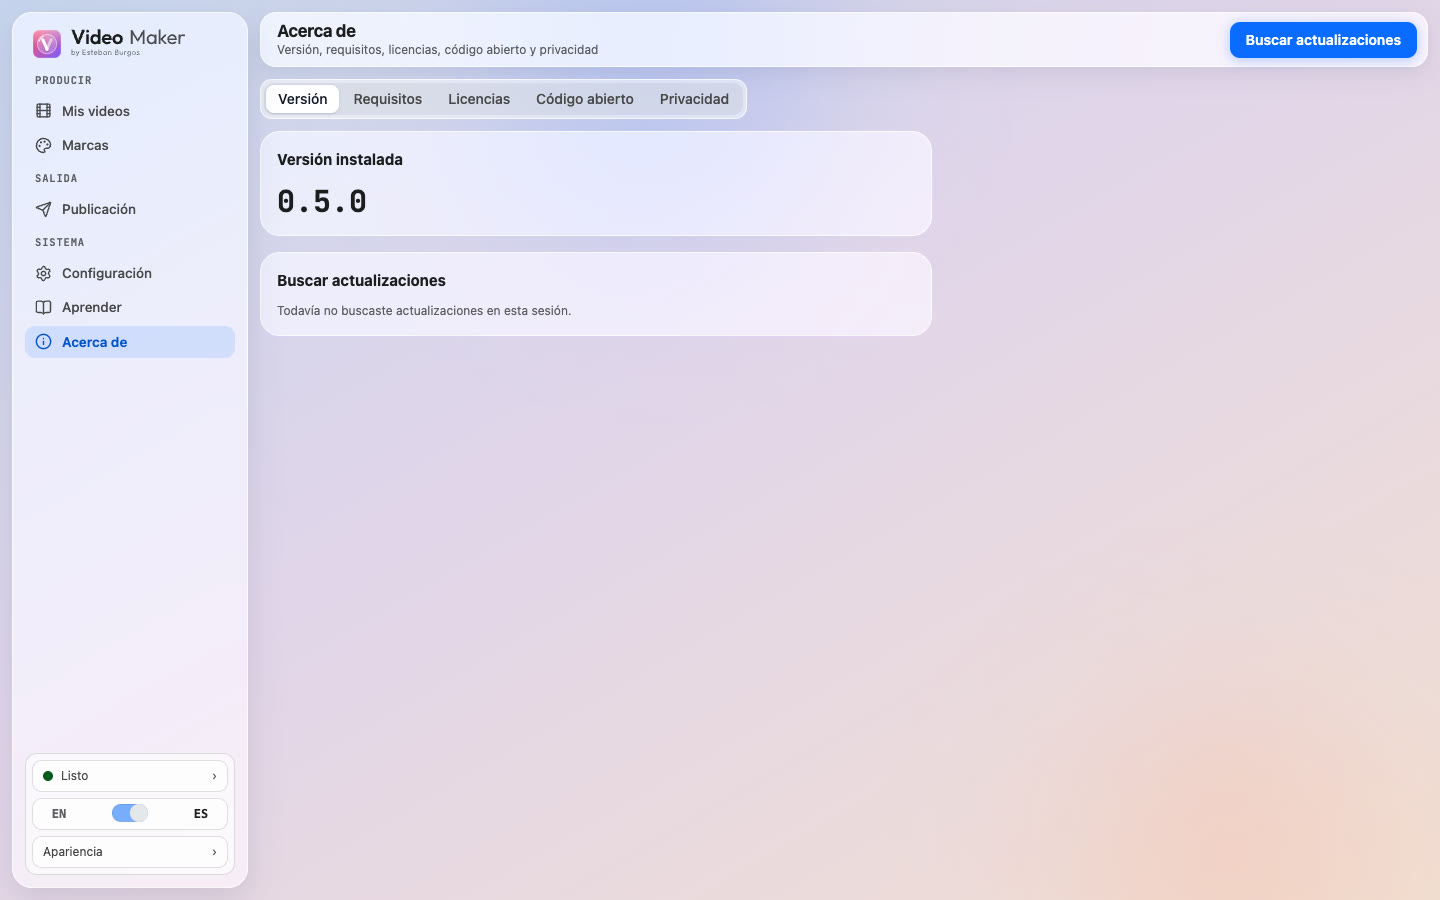 Video Maker
by Esteban Burgos
PRODUCIR
Mis videos
Marcas
SALIDA
Publicación
SISTEMA
Configuración
Aprender
Acerca de
Listo
EN ES
Apariencia
Acerca de
Versión, requisitos, licencias, código abierto y privacidad
Buscar actualizaciones
Versión Requisitos Licencias Código abierto Privacidad
Versión instalada
0.5.0
Buscar actualizaciones
Todavía no buscaste actualizaciones en esta sesión.